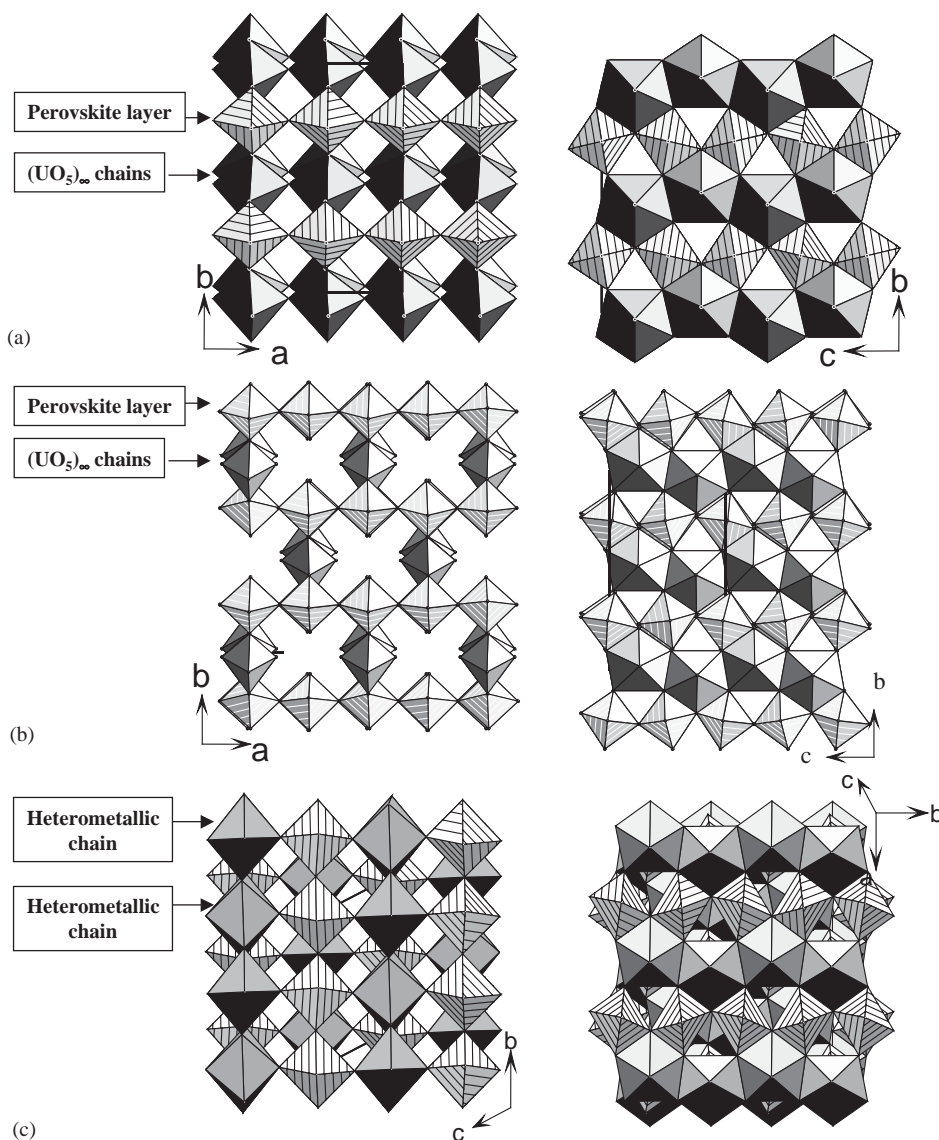 Perovskite layer
(UO₅)∞ chains
b
a
b
c
(a)
Perovskite layer
(UO₅)∞ chains
b
a
b
c
(b)
Heterometallic
chain
Heterometallic
chain
b
c
c
b
a
(c)